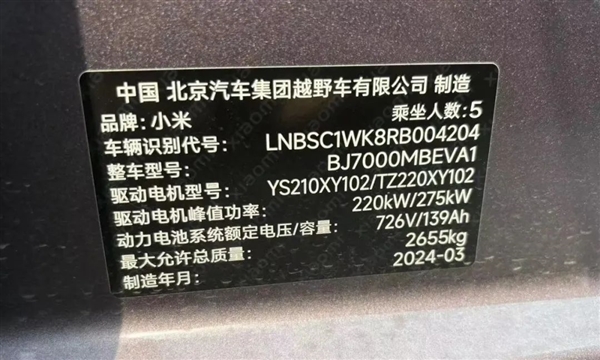 中国 北京汽车集团越野车有限公司 制造
品牌:小米 乘坐人数:5
车辆识别代号: LNBSC1WK8RB004204
整车型号: BJ7000MBEVA1
驱动电机型号: YS210XY102/TZ220XY102
驱动电机峰值功率: 220kW/275kW
动力电池系统额定电压/容量: 726V/139Ah
最大允许总质量: 2655kg
制造年月: 2024-03